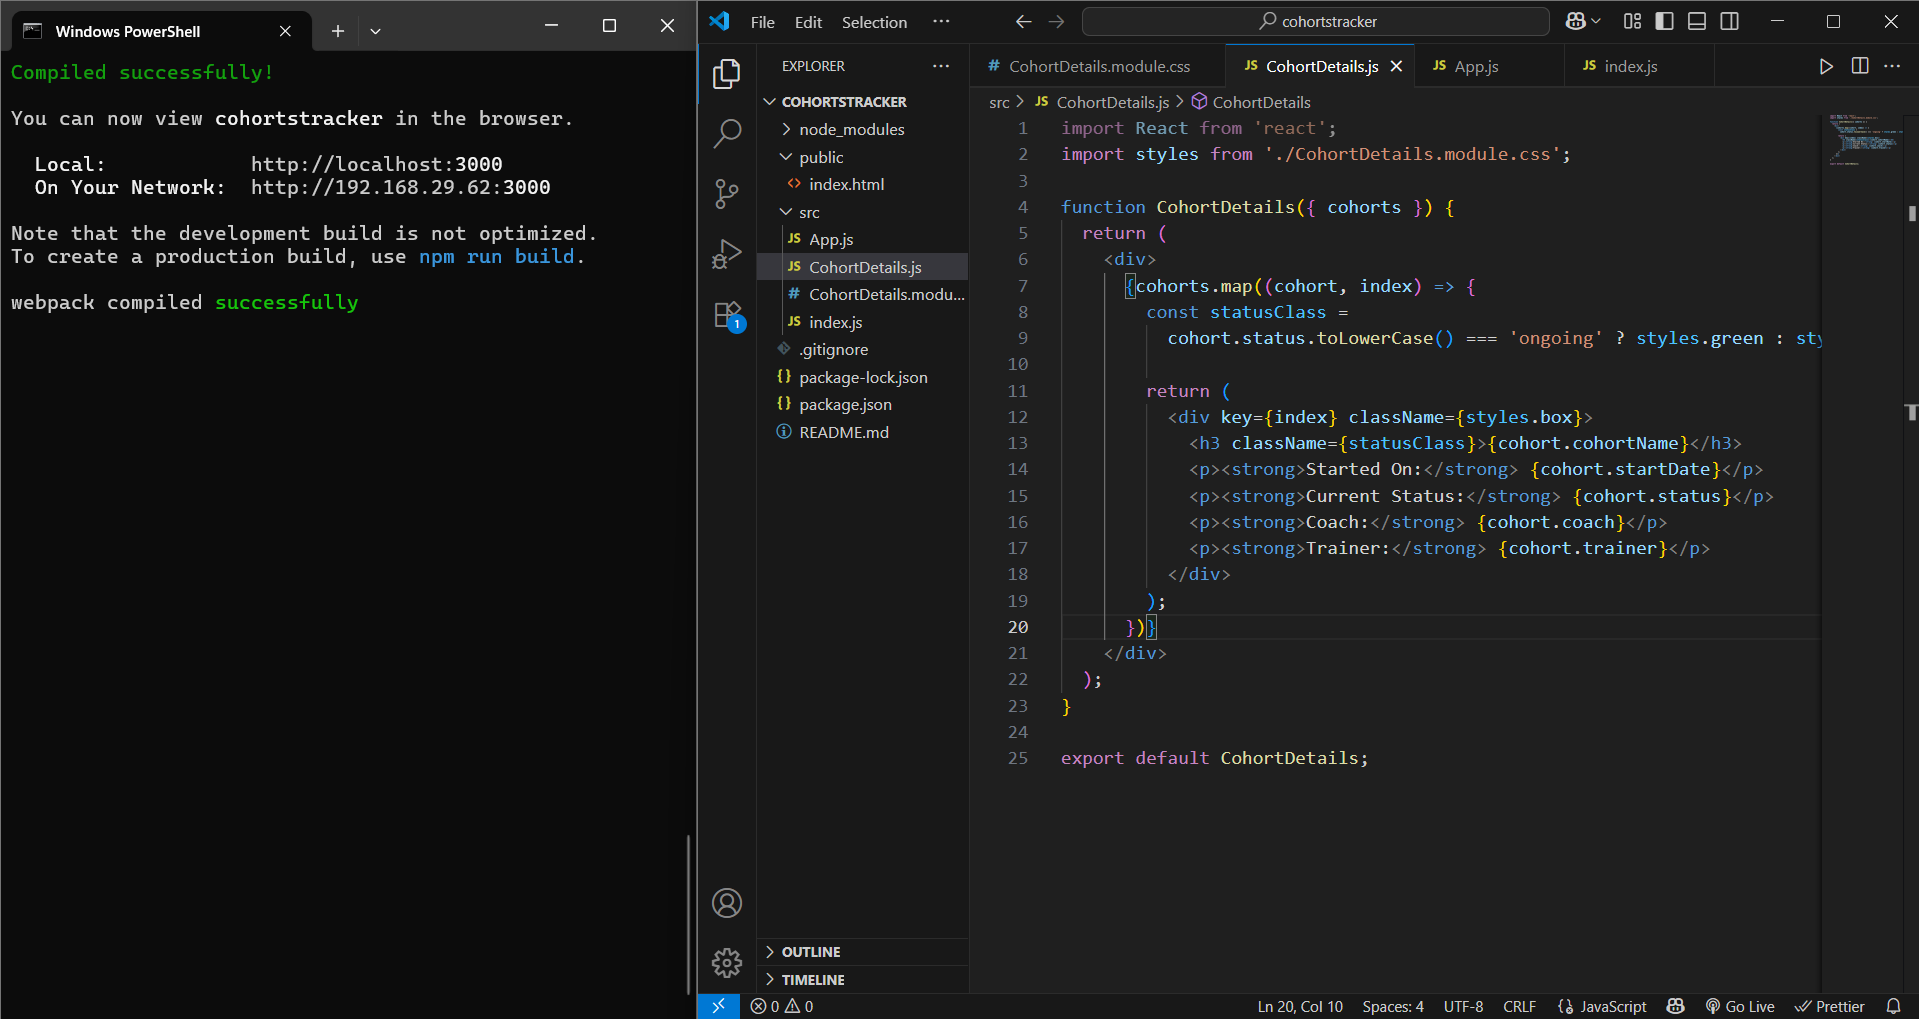 Windows PowerShell
Compiled successfully!
You can now view cohortstracker in the browser.
Local: http://localhost:3000
On Your Network: http://192.168.29.62:3000
Note that the development build is not optimized.
To create a production build, use npm run build.
webpack compiled successfully
File Edit Selection ··· cohortstracker
EXPLORER ···
COHORTSTRACKER
node_modules
public
<> index.html
src
JS App.js
JS CohortDetails.js
# CohortDetails.modu...
JS index.js
.gitignore
{} package-lock.json
{} package.json
README.md
1
OUTLINE
TIMELINE
# CohortDetails.module.css JS CohortDetails.js JS App.js JS index.js ···
src > JS CohortDetails.js > CohortDetails
1 import React from 'react';
2 import styles from './CohortDetails.module.css';
3
4 function CohortDetails({ cohorts }) {
5 return (
6 <div>
7 {cohorts.map((cohort, index) => {
8 const statusClass =
9 cohort.status.toLowerCase() === 'ongoing' ? styles.green : sty
10
11 return (
12 <div key={index} className={styles.box}>
13 <h3 className={statusClass}>{cohort.cohortName}</h3>
14 <p><strong>Started On:</strong> {cohort.startDate}</p>
15 <p><strong>Current Status:</strong> {cohort.status}</p>
16 <p><strong>Coach:</strong> {cohort.coach}</p>
17 <p><strong>Trainer:</strong> {cohort.trainer}</p>
18 </div>
19 );
20 })}
21 </div>
22 );
23 }
24
25 export default CohortDetails;
0 0 Ln 20, Col 10 Spaces: 4 UTF-8 CRLF {} JavaScript Go Live Prettier